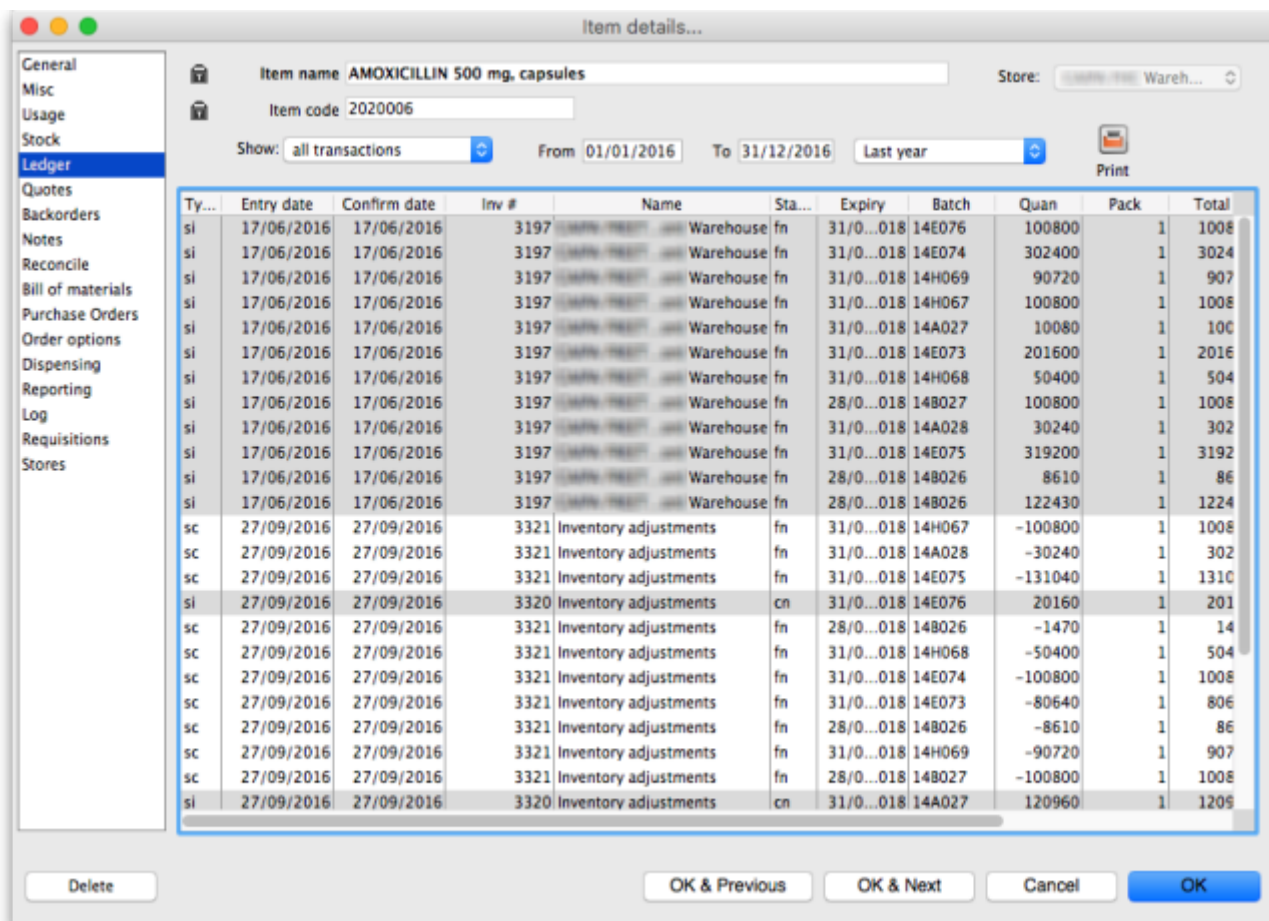 Item details...
General
Misc
Usage
Stock
Ledger
Quotes
Backorders
Notes
Reconcile
Bill of materials
Purchase Orders
Order options
Dispensing
Reporting
Log
Requisitions
Stores
Item name AMOXICILLIN 500 mg, capsules Store: Wareh...
Item code 2020006
Show: all transactions From 01/01/2016 To 31/12/2016 Last year
Print
Ty... Entry date Confirm date Inv # Name Sta... Expiry Batch Quan Pack Total
si 17/06/2016 17/06/2016 3197 Warehouse fn 31/0...018 14E076 100800 1 1008
si 17/06/2016 17/06/2016 3197 Warehouse fn 31/0...018 14E074 302400 1 3024
si 17/06/2016 17/06/2016 3197 Warehouse fn 31/0...018 14H069 90720 1 907
si 17/06/2016 17/06/2016 3197 Warehouse fn 31/0...018 14H067 100800 1 1008
si 17/06/2016 17/06/2016 3197 Warehouse fn 31/0...018 14A027 10080 1 100
si 17/06/2016 17/06/2016 3197 Warehouse fn 31/0...018 14E073 201600 1 2016
si 17/06/2016 17/06/2016 3197 Warehouse fn 31/0...018 14H068 50400 1 504
si 17/06/2016 17/06/2016 3197 Warehouse fn 28/0...018 14B027 100800 1 1008
si 17/06/2016 17/06/2016 3197 Warehouse fn 31/0...018 14A028 30240 1 302
si 17/06/2016 17/06/2016 3197 Warehouse fn 31/0...018 14E075 319200 1 3192
si 17/06/2016 17/06/2016 3197 Warehouse fn 28/0...018 14B026 8610 1 86
si 17/06/2016 17/06/2016 3197 Warehouse fn 28/0...018 14B026 122430 1 1224
sc 27/09/2016 27/09/2016 3321 Inventory adjustments fn 31/0...018 14H067 -100800 1 1008
sc 27/09/2016 27/09/2016 3321 Inventory adjustments fn 31/0...018 14A028 -30240 1 302
sc 27/09/2016 27/09/2016 3321 Inventory adjustments fn 31/0...018 14E075 -131040 1 1310
si 27/09/2016 27/09/2016 3320 Inventory adjustments cn 31/0...018 14E076 20160 1 201
sc 27/09/2016 27/09/2016 3321 Inventory adjustments fn 28/0...018 14B026 -1470 1 14
sc 27/09/2016 27/09/2016 3321 Inventory adjustments fn 31/0...018 14H068 -50400 1 504
sc 27/09/2016 27/09/2016 3321 Inventory adjustments fn 31/0...018 14E074 -100800 1 1008
sc 27/09/2016 27/09/2016 3321 Inventory adjustments fn 31/0...018 14E073 -80640 1 806
sc 27/09/2016 27/09/2016 3321 Inventory adjustments fn 28/0...018 14B026 -8610 1 86
sc 27/09/2016 27/09/2016 3321 Inventory adjustments fn 31/0...018 14H069 -90720 1 907
sc 27/09/2016 27/09/2016 3321 Inventory adjustments fn 28/0...018 14B027 -100800 1 1008
si 27/09/2016 27/09/2016 3320 Inventory adjustments cn 31/0...018 14A027 120960 1 1209
Delete OK & Previous OK & Next Cancel OK